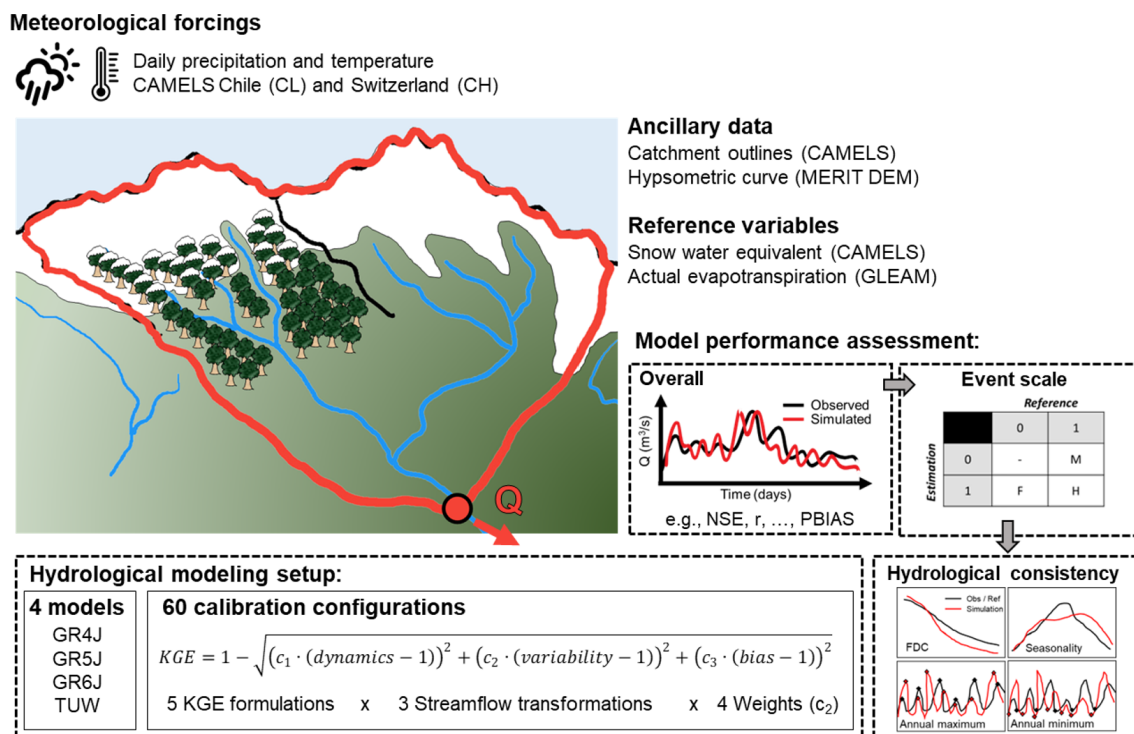 Meteorological forcings
Daily precipitation and temperature
CAMELS Chile (CL) and Switzerland (CH)
Ancillary data
Catchment outlines (CAMELS)
Hypsometric curve (MERIT DEM)
Reference variables
Snow water equivalent (CAMELS)
Actual evapotranspiration (GLEAM)
Q
Model performance assessment:
Overall
Observed
Simulated
Q (m³/s)
Time (days)
e.g., NSE, r, …, PBIAS
Event scale
Reference
0 1
Estimation
0 - M
1 F H
Hydrological modeling setup:
4 models
GR4J
GR5J
GR6J
TUW
60 calibration configurations
KGE = 1 − √((c₁ · (dynamics − 1))² + (c₂ · (variability − 1))² + (c₃ · (bias − 1))²)
5 KGE formulations x 3 Streamflow transformations x 4 Weights (c₂)
Hydrological consistency
Obs / Ref
Simulation
FDC
Seasonality
Annual maximum
Annual minimum